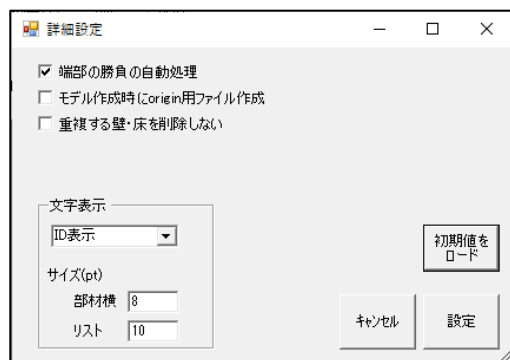 詳細設定
端部の勝負の自動処理
モデル作成時にorigin用ファイル作成
重複する壁・床を削除しない
文字表示
ID表示
サイズ(pt)
部材横 8
リスト 10
初期値を
ロード
キャンセル
設定